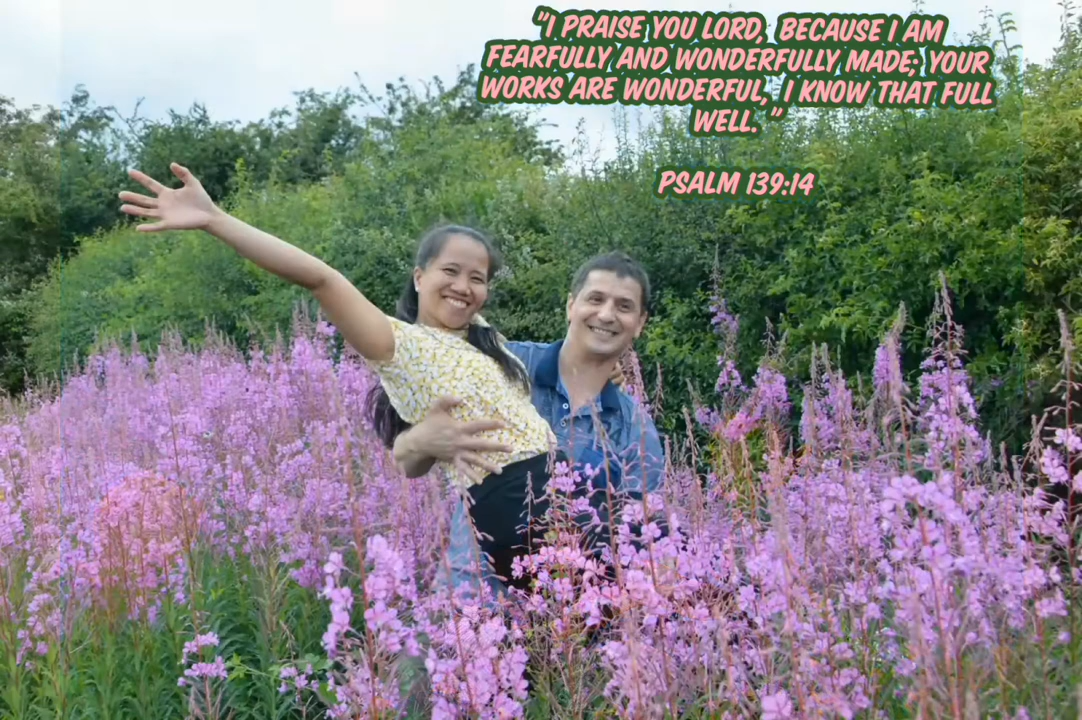 "I PRAISE YOU LORD, BECAUSE I AM
FEARFULLY AND WONDERFULLY MADE; YOUR
WORKS ARE WONDERFUL, I KNOW THAT FULL
WELL. "
PSALM 139:14